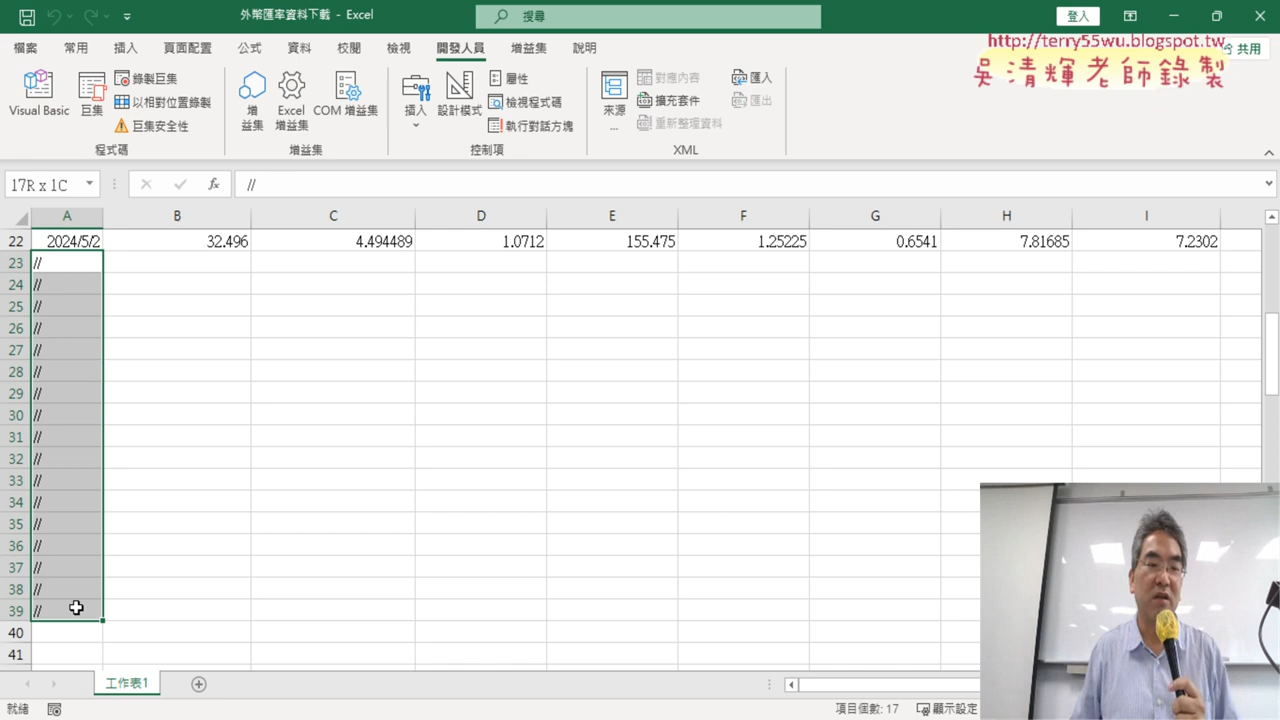 外幣匯率資料下載 - Excel
搜尋
登入
檔案 常用 插入 頁面配置 公式 資料 校閱 檢視 開發人員 增益集 說明
共用
http://terry55wu.blogspot.tw
吳清輝老師錄製
Visual Basic
巨集
錄製巨集
以相對位置錄製
巨集安全性
程式碼
增益集
Excel 增益集
COM 增益集
增益集
插入
設計模式
屬性
檢視程式碼
執行對話方塊
控制項
來源...
對應內容
擴充套件
重新整理資料
匯入
匯出
XML
17R x 1C
fx
//
A B C D E F G H I
22 2024/5/2 32.496 4.494489 1.0712 155.475 1.25225 0.6541 7.81685 7.2302
23 //
24 //
25 //
26 //
27 //
28 //
29 //
30 //
31 //
32 //
33 //
34 //
35 //
36 //
37 //
38 //
39 //
40
41
工作表1
就緒
項目個數: 17
顯示設定